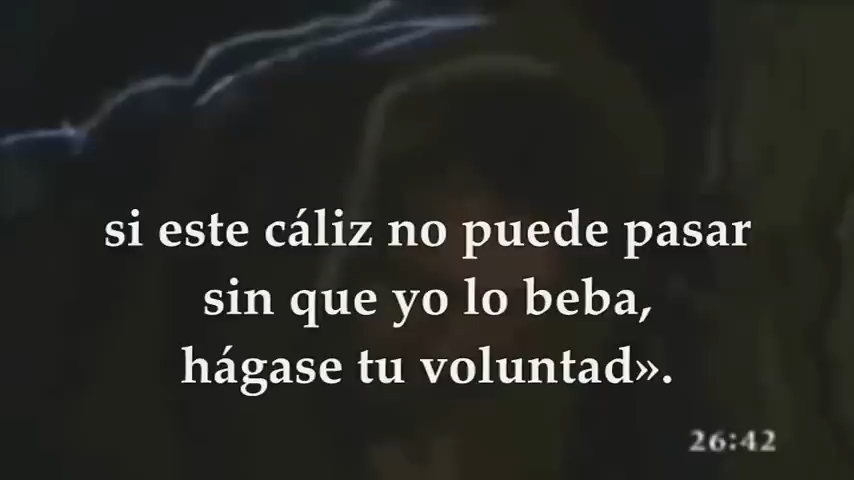 si este cáliz no puede pasar
sin que yo lo beba,
hágase tu voluntad».
26:42